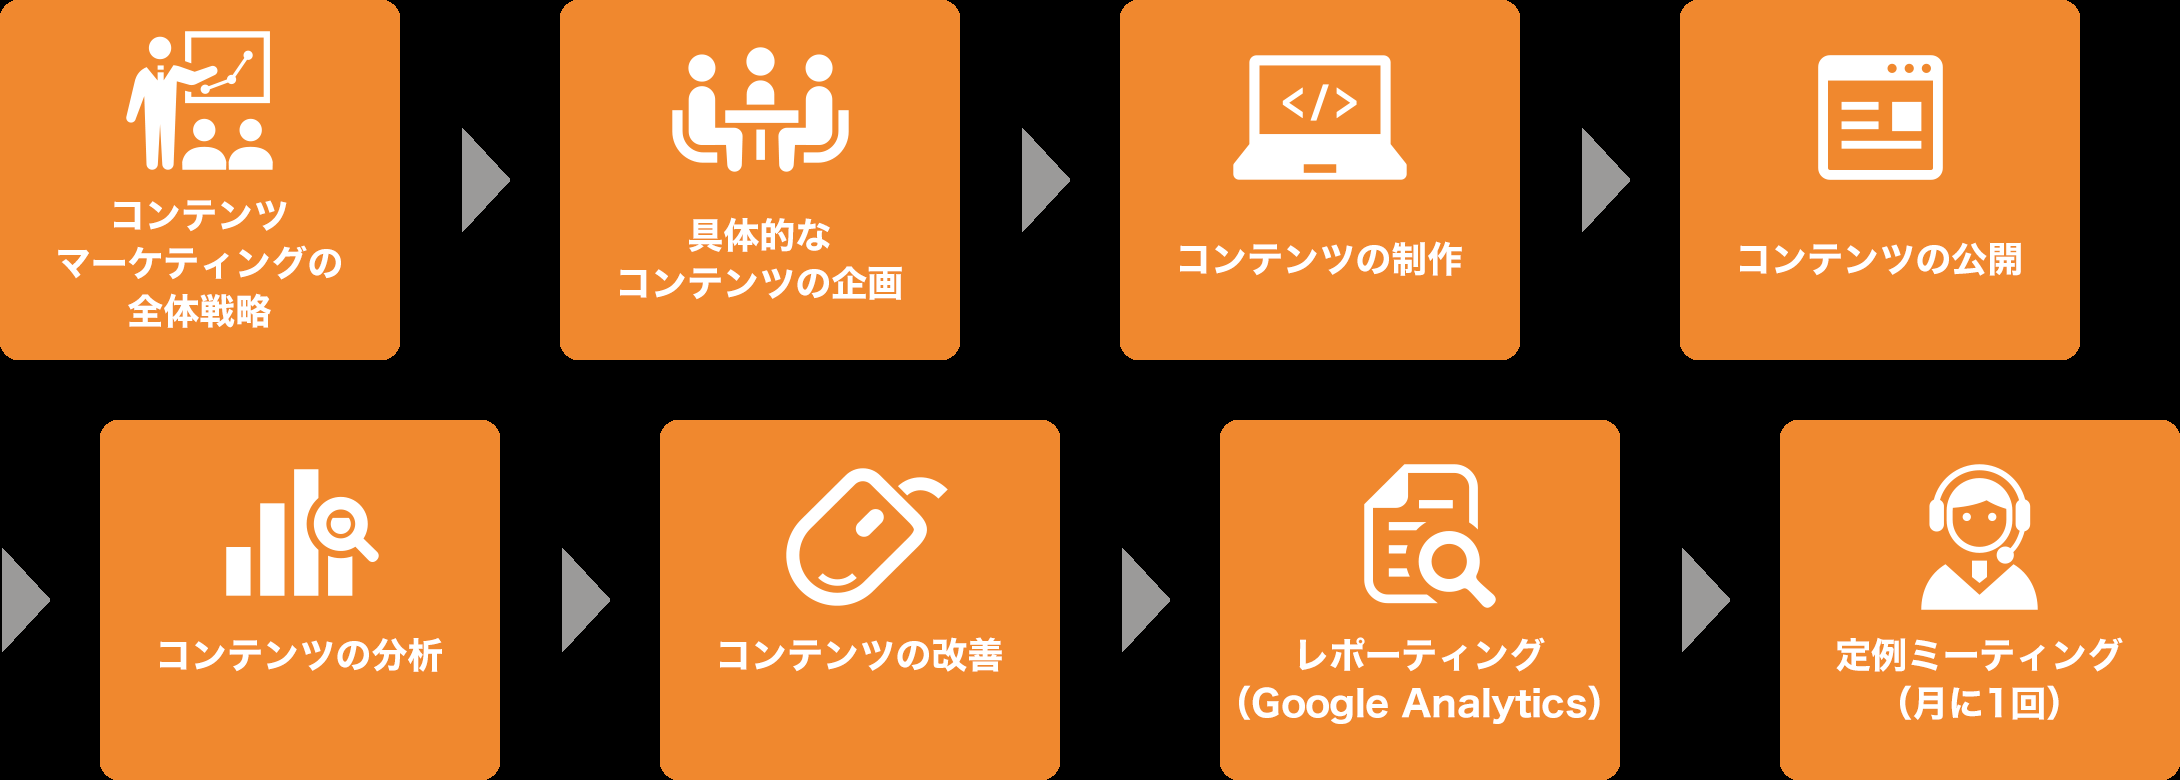 コンテンツ
マーケティングの
全体戦略
具体的な
コンテンツの企画
</>
コンテンツの制作
コンテンツの公開
コンテンツの分析
コンテンツの改善
レポーティング
（Google Analytics）
定例ミーティング
（月に1回）